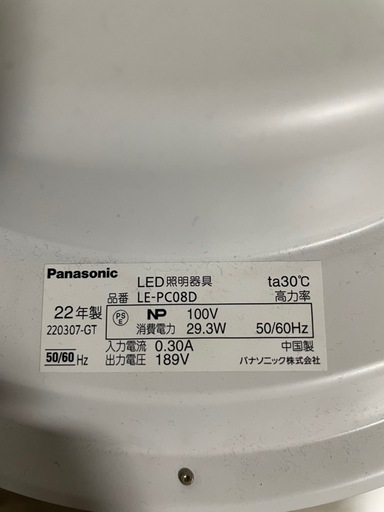 Panasonic LED照明器具 ta30℃
品番 LE-PC08D 高力率
22年製 PSE NP 100V
220307-GT 消費電力 29.3W 50/60Hz
入力電流 0.30A 中国製
50/60 Hz 出力電圧 189V パナソニック株式会社